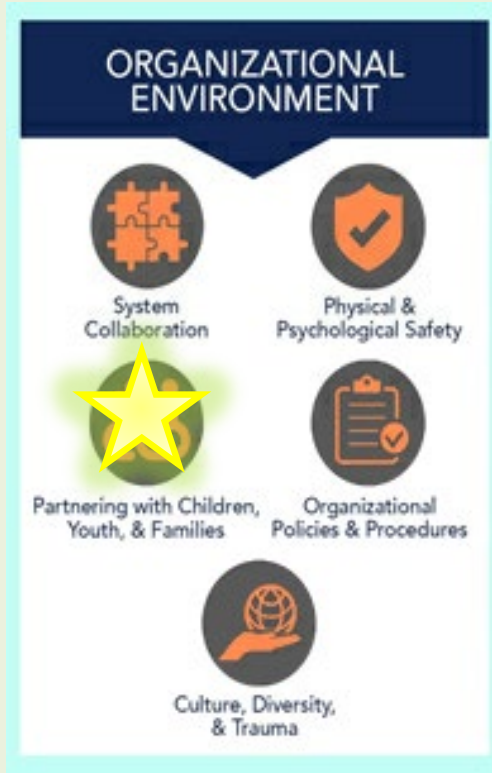 ORGANIZATIONAL
ENVIRONMENT
System
Collaboration
Physical &
Psychological Safety
Partnering with Children,
Youth, & Families
Organizational
Policies & Procedures
Culture, Diversity,
& Trauma